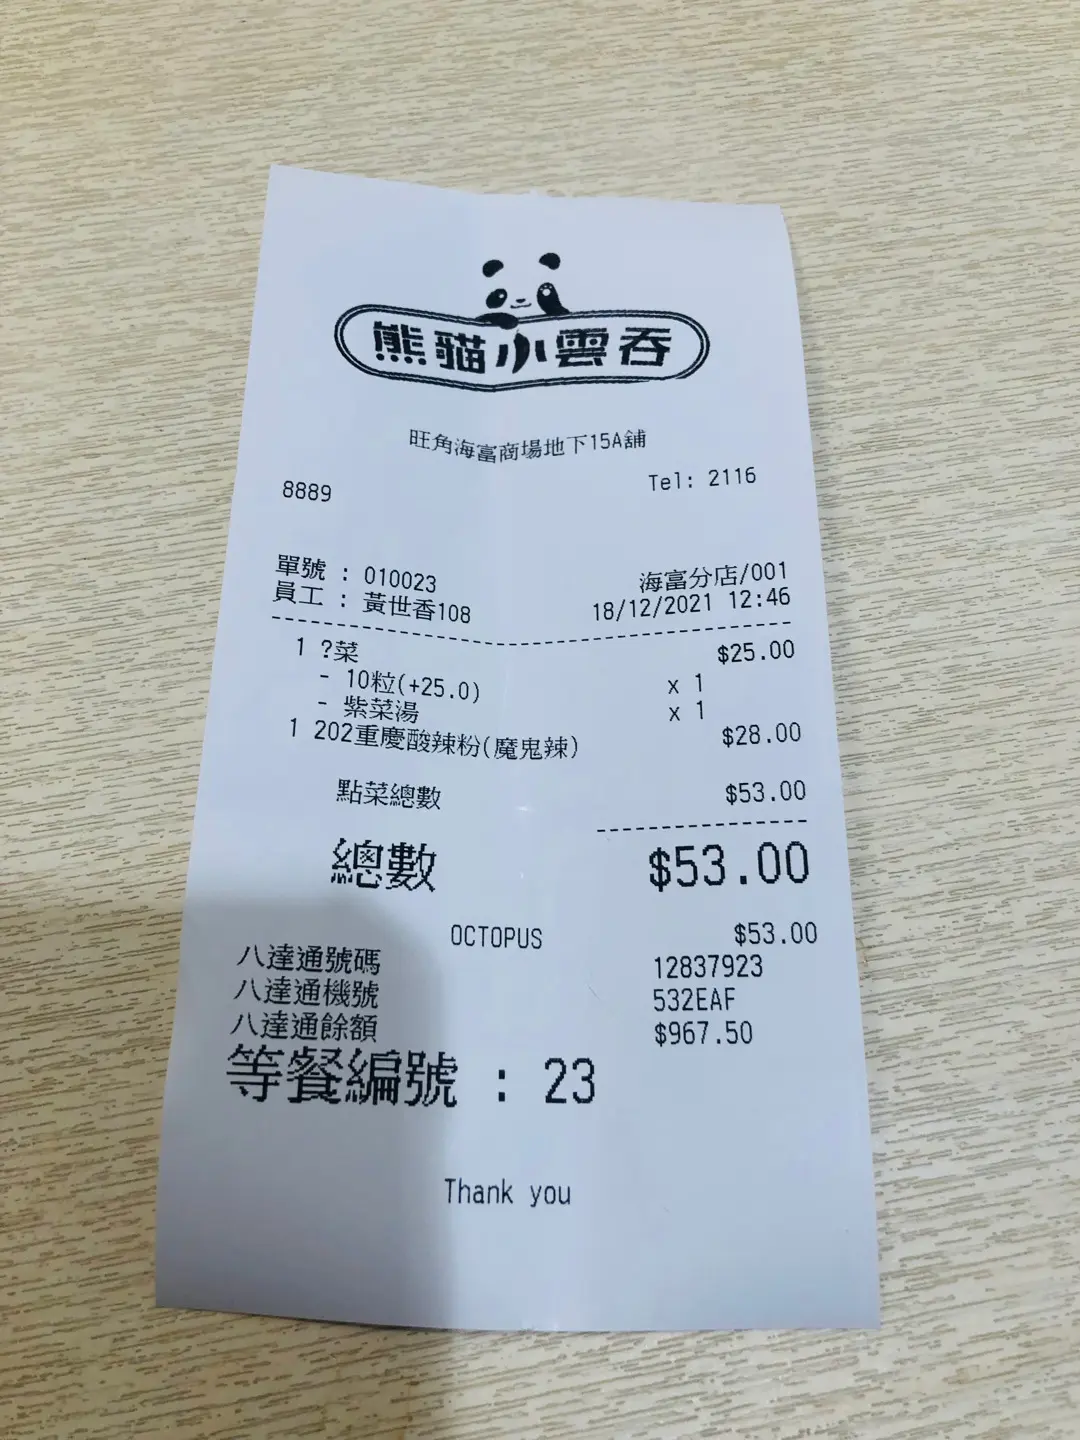 熊貓小雲吞
旺角海富商場地下15A舖
Tel: 2116
8889
單號 : 010023 海富分店/001
員工 : 黃世香108 18/12/2021 12:46
1 ?菜 $25.00
- 10粒(+25.0) x 1
- 紫菜湯 x 1
1 202重慶酸辣粉(魔鬼辣) $28.00
點菜總數 $53.00
總數 $53.00
OCTOPUS $53.00
八達通號碼 12837923
八達通機號 532EAF
八達通餘額 $967.50
等餐編號 : 23
Thank you